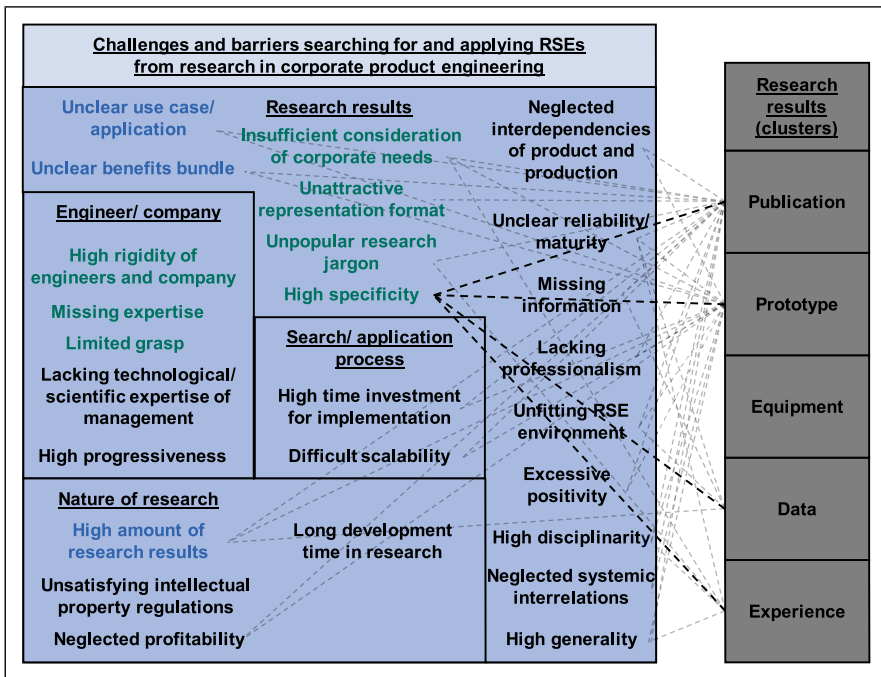 Challenges and barriers searching for and applying RSEs
from research in corporate product engineering
Unclear use case/
application
Unclear benefits bundle
Research results
Insufficient consideration
of corporate needs
Unattractive
representation format
Unpopular research
jargon
High specificity
Neglected
interdependencies
of product and
production
Unclear reliability/
maturity
Missing
information
Lacking
professionalism
Unfitting RSE
environment
Excessive
positivity
High disciplinarity
Neglected systemic
interrelations
High generality
Engineer/ company
High rigidity of
engineers and company
Missing expertise
Limited grasp
Lacking technological/
scientific expertise of
management
High progressiveness
Search/ application
process
High time investment
for implementation
Difficult scalability
Nature of research
High amount of
research results
Unsatisfying intellectual
property regulations
Neglected profitability
Long development
time in research
Research
results
(clusters)
Publication
Prototype
Equipment
Data
Experience